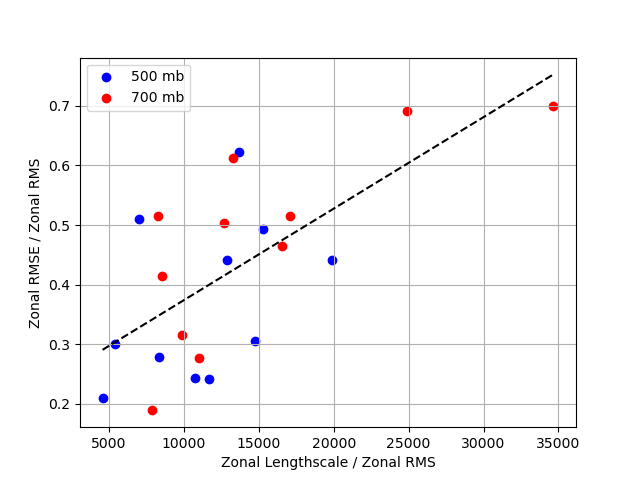 500 mb
700 mb
0.7
0.6
0.5
0.4
0.3
0.2
Zonal RMSE / Zonal RMS
5000 10000 15000 20000 25000 30000 35000
Zonal Lengthscale / Zonal RMS